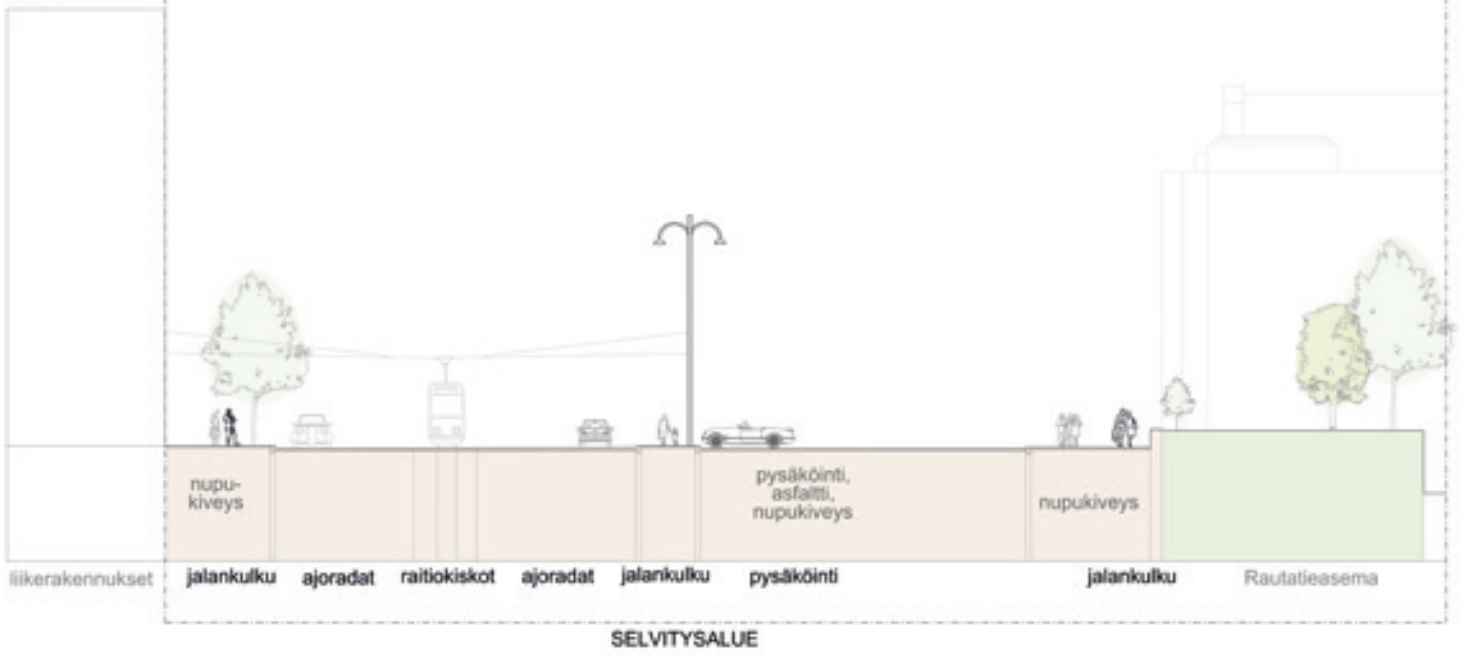 nupu-
kiveys
pysäköinti,
asfaltti,
nupukiveys
nupukiveys
liikerakennukset jalankulku ajoradat raitiokiskot ajoradat jalankulku pysäköinti jalankulku Rautatieasema
SELVITYSALUE